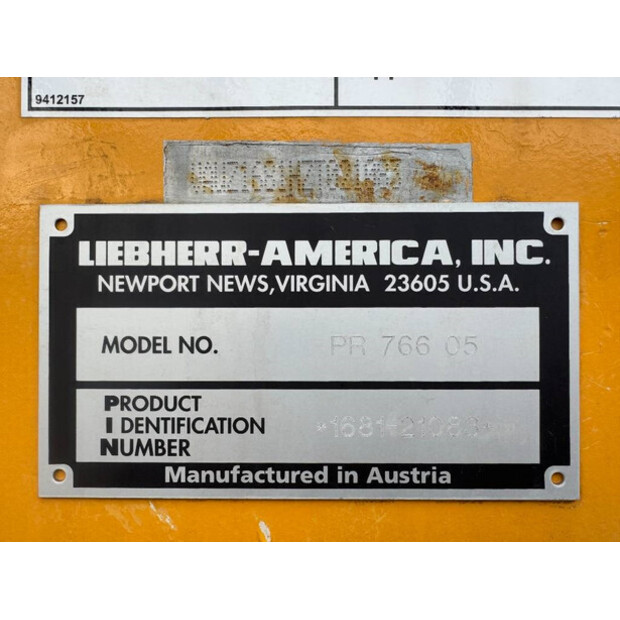 9412157
LIEBHERR-AMERICA, INC.
NEWPORT NEWS, VIRGINIA 23605 U.S.A.
MODEL NO. PR 766 05
PRODUCT
IDENTIFICATION
NUMBER
Manufactured in Austria